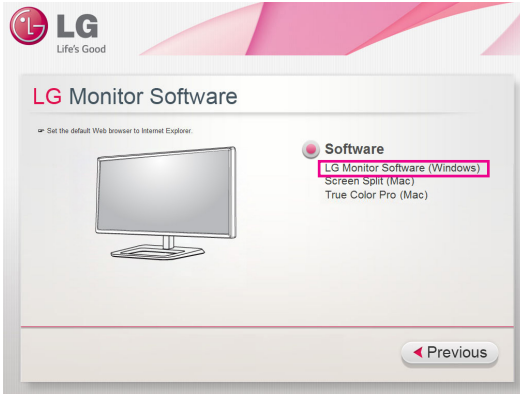 LG
Life's Good
LG Monitor Software
☞ Set the default Web browser to Internet Explorer.
Software
LG Monitor Software (Windows)
Screen Split (Mac)
True Color Pro (Mac)
Previous